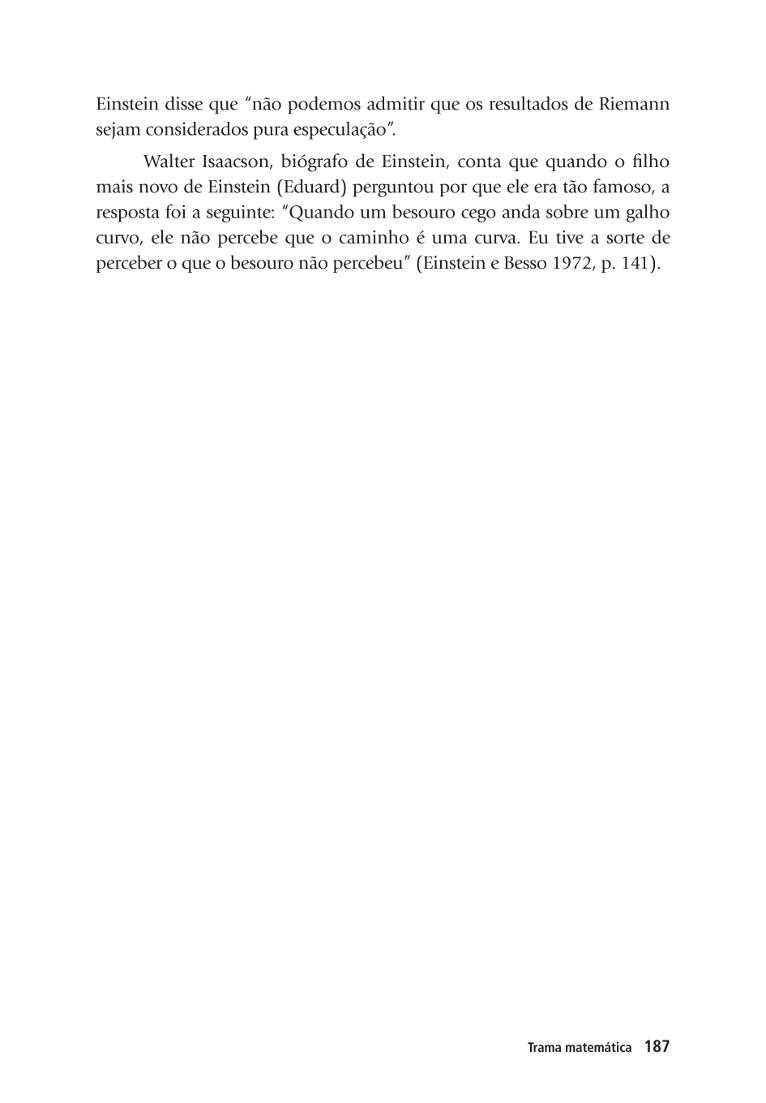 Einstein disse que “não podemos admitir que os resultados de Riemann
sejam considerados pura especulação”.
Walter Isaacson, biógrafo de Einstein, conta que quando o filho
mais novo de Einstein (Eduard) perguntou por que ele era tão famoso, a
resposta foi a seguinte: “Quando um besouro cego anda sobre um galho
curvo, ele não percebe que o caminho é uma curva. Eu tive a sorte de
perceber o que o besouro não percebeu” (Einstein e Besso 1972, p. 141).
Trama matemática 187